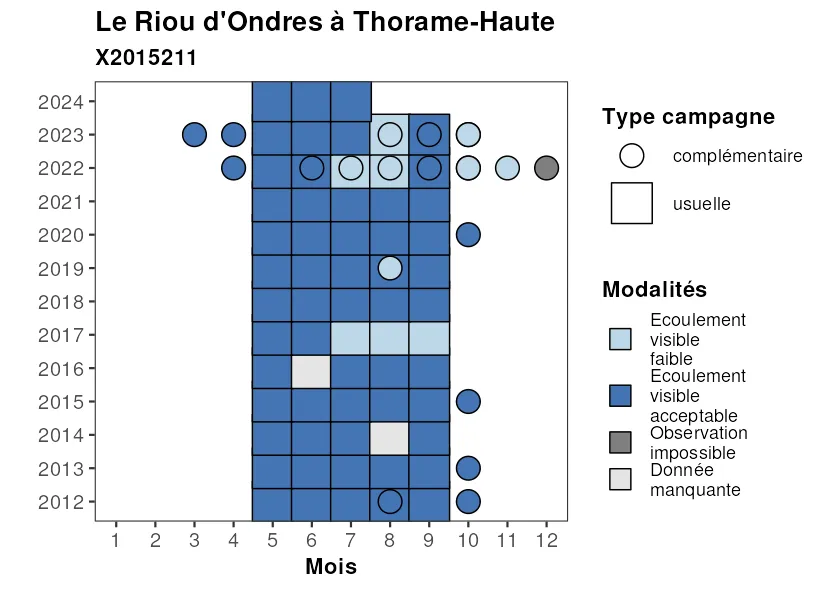 Le Riou d'Ondres à Thorame-Haute
X2015211
2024
2023
2022
2021
2020
2019
2018
2017
2016
2015
2014
2013
2012
1 2 3 4 5 6 7 8 9 10 11 12
Mois
Type campagne
complémentaire
usuelle
Modalités
Ecoulement
visible
faible
Ecoulement
visible
acceptable
Observation
impossible
Donnée
manquante